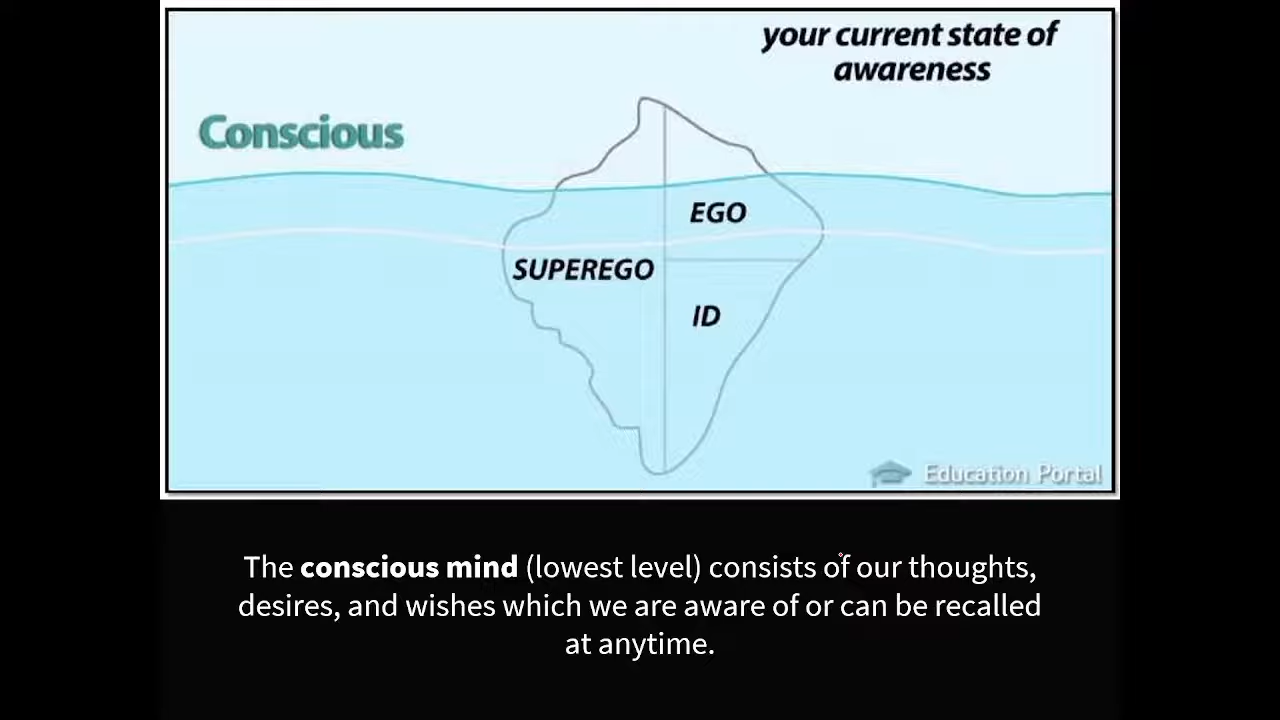 your current state of
awareness
Conscious
EGO
SUPEREGO
ID
Education Portal
The conscious mind (lowest level) consists of our thoughts,
desires, and wishes which we are aware of or can be recalled
at anytime.